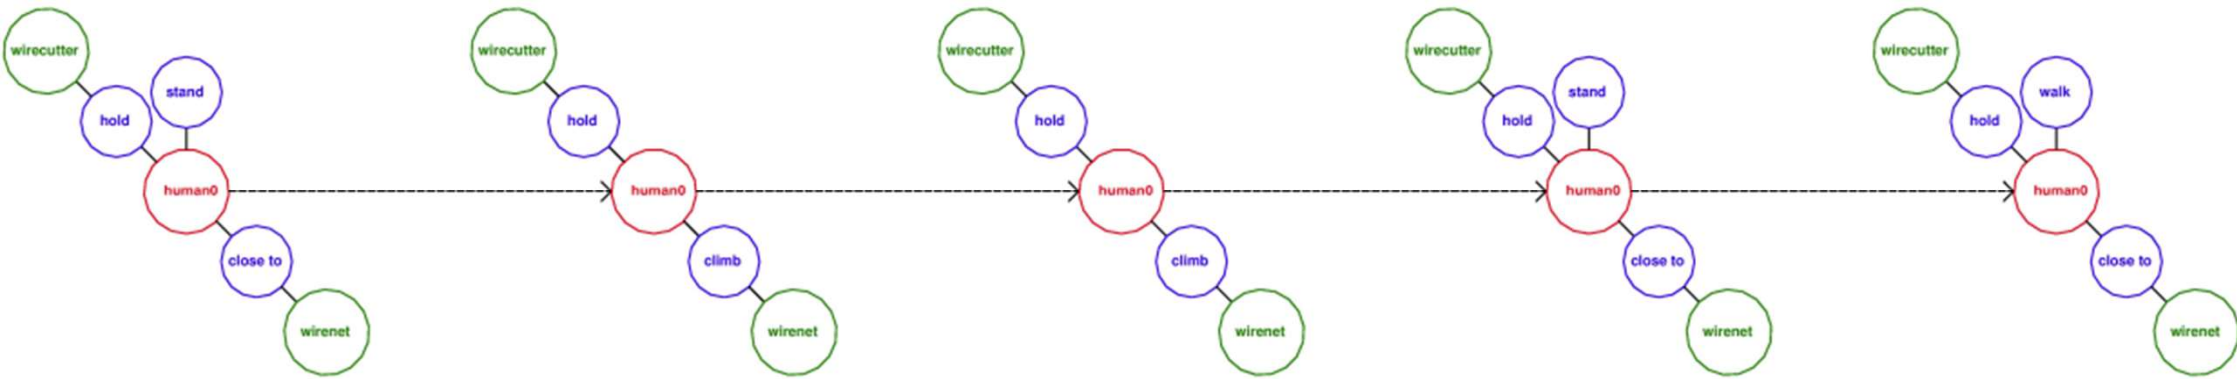 wirecutter
hold
stand
human0
close to
wirenet
wirecutter
hold
human0
climb
wirenet
wirecutter
hold
human0
climb
wirenet
wirecutter
hold
stand
human0
close to
wirenet
wirecutter
hold
walk
human0
close to
wirenet